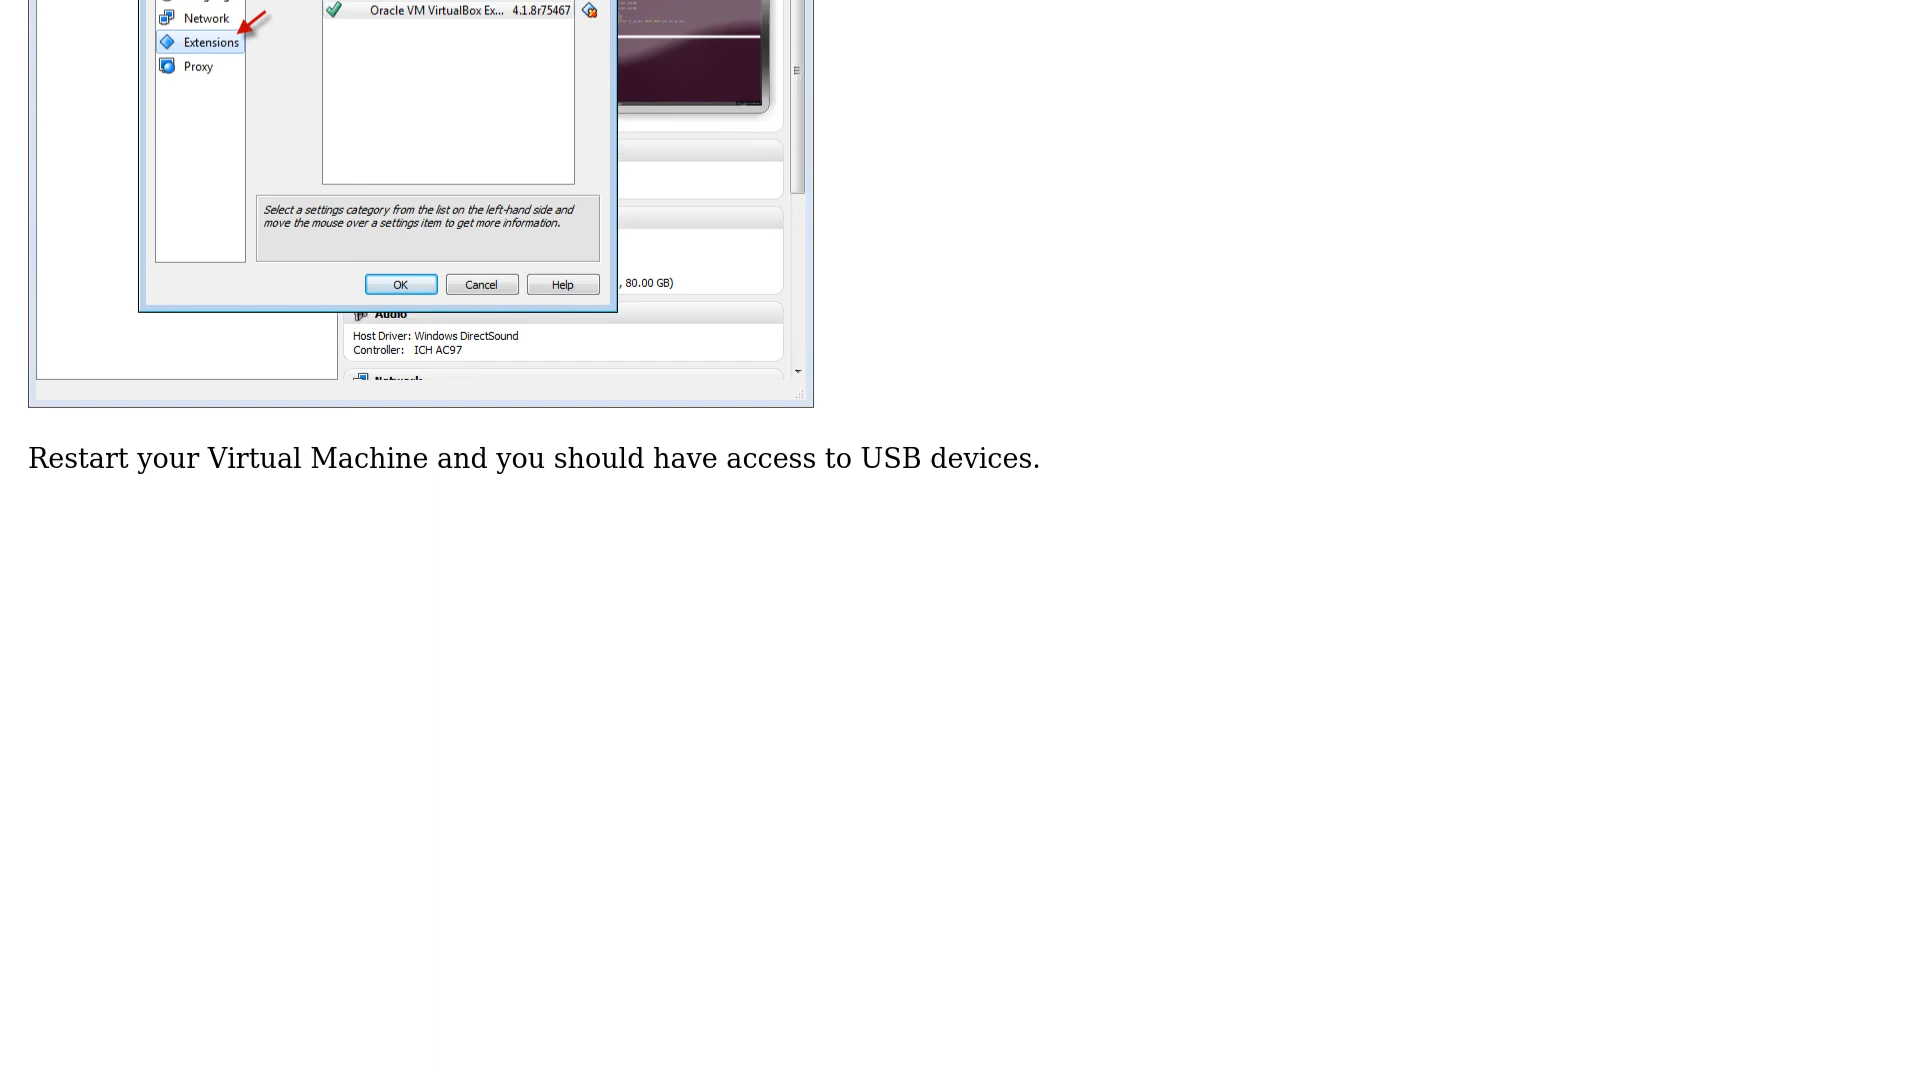 Oracle VM VirtualBox Ex... 4.1.8r75467
Network
Extensions
Proxy
Select a settings category from the list on the left-hand side and
move the mouse over a settings item to get more information.
OK Cancel Help
, 80.00 GB)
Audio
Host Driver: Windows DirectSound
Controller: ICH AC97
Network
Restart your Virtual Machine and you should have access to USB devices.